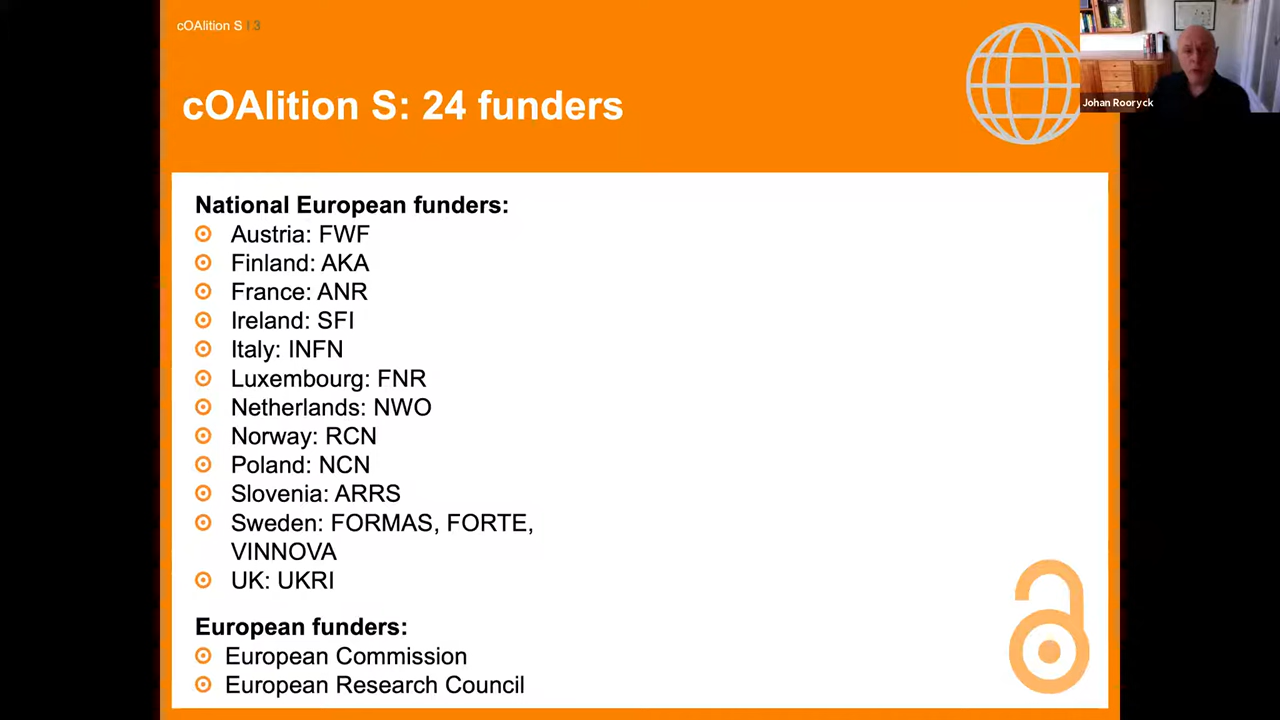 cOAlition S | 3
cOAlition S: 24 funders
Johan Rooryck
National European funders:
Austria: FWF
Finland: AKA
France: ANR
Ireland: SFI
Italy: INFN
Luxembourg: FNR
Netherlands: NWO
Norway: RCN
Poland: NCN
Slovenia: ARRS
Sweden: FORMAS, FORTE,
VINNOVA
UK: UKRI
European funders:
European Commission
European Research Council